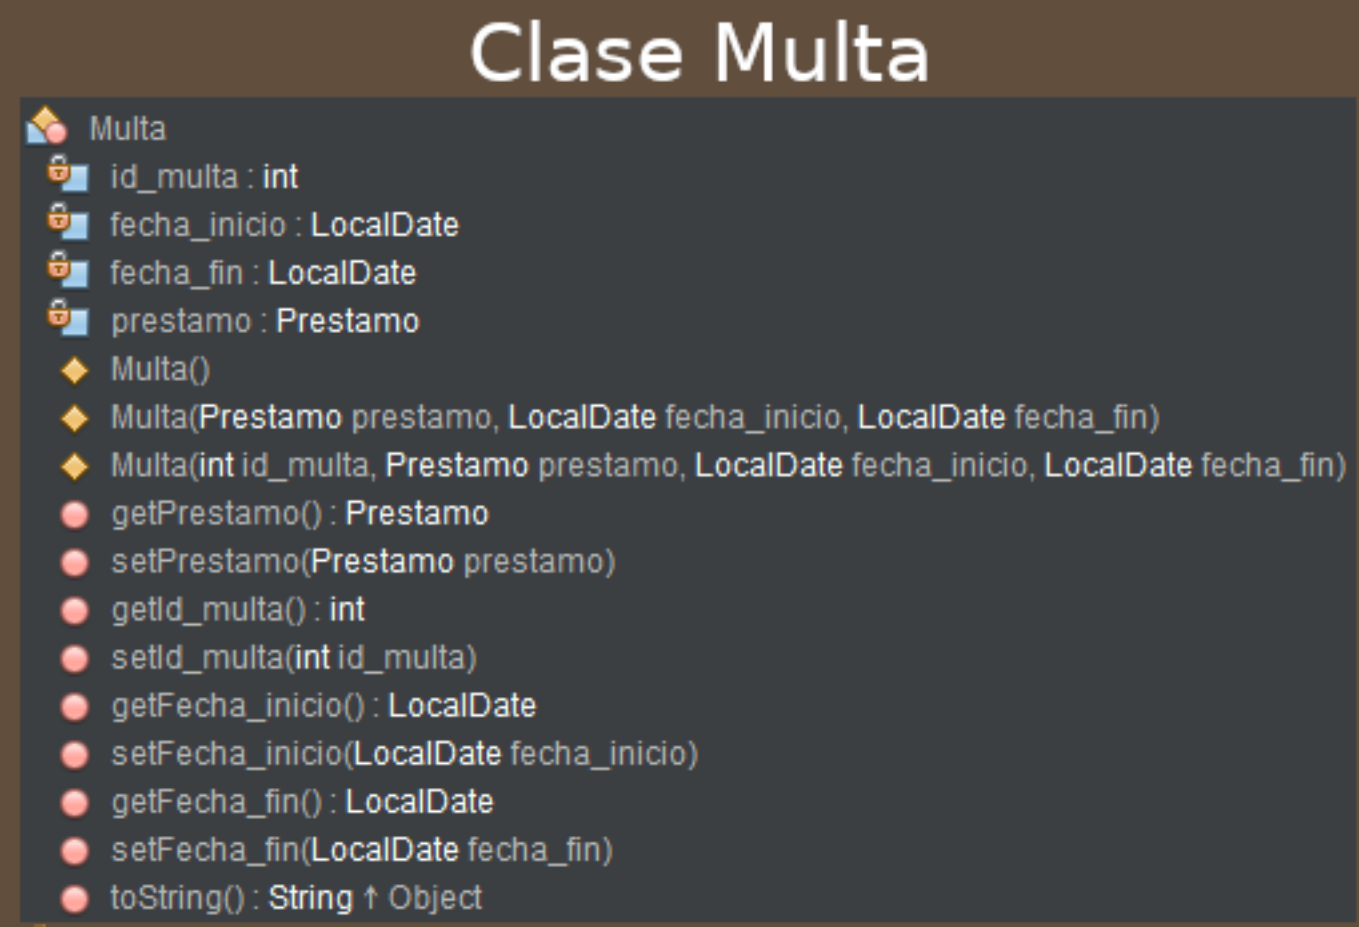 Clase Multa
Multa
id_multa : int
fecha_inicio : LocalDate
fecha_fin : LocalDate
prestamo : Prestamo
Multa()
Multa(Prestamo prestamo, LocalDate fecha_inicio, LocalDate fecha_fin)
Multa(int id_multa, Prestamo prestamo, LocalDate fecha_inicio, LocalDate fecha_fin)
getPrestamo() : Prestamo
setPrestamo(Prestamo prestamo)
getId_multa() : int
setId_multa(int id_multa)
getFecha_inicio() : LocalDate
setFecha_inicio(LocalDate fecha_inicio)
getFecha_fin() : LocalDate
setFecha_fin(LocalDate fecha_fin)
toString() : String ↑ Object